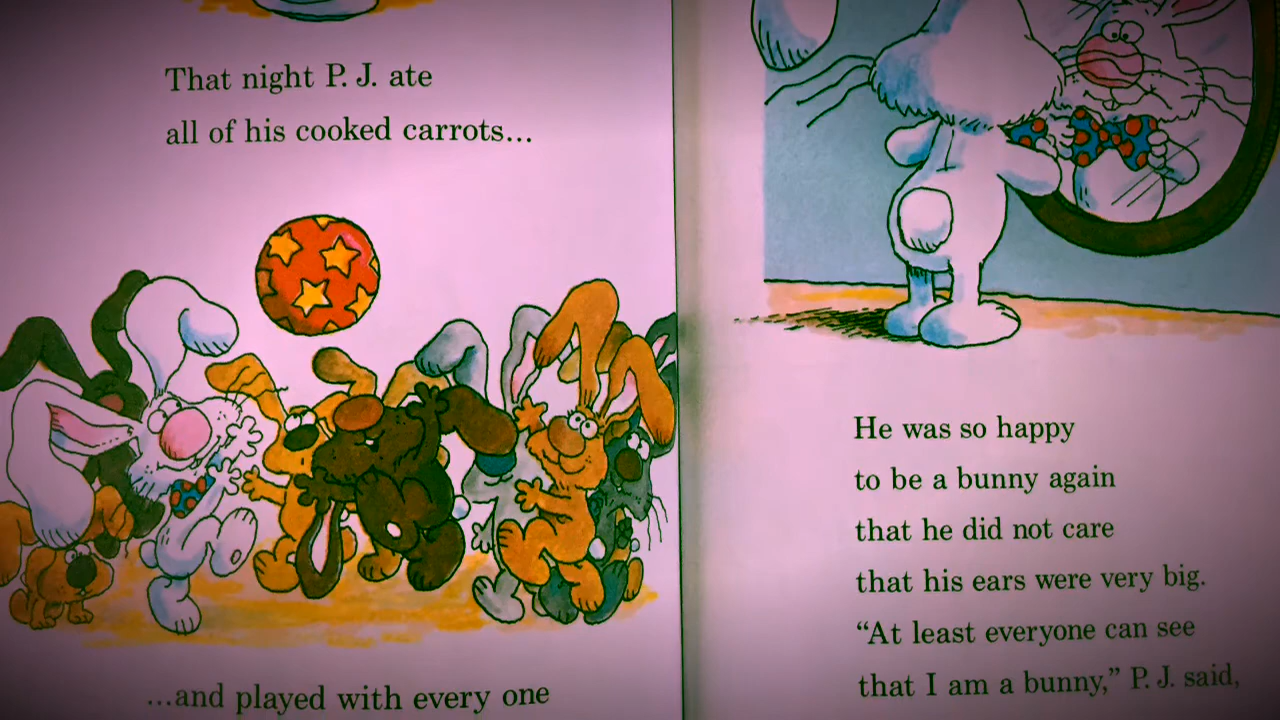 That night P. J. ate
all of his cooked carrots...
...and played with every one
He was so happy
to be a bunny again
that he did not care
that his ears were very big.
“At least everyone can see
that I am a bunny,” P. J. said,